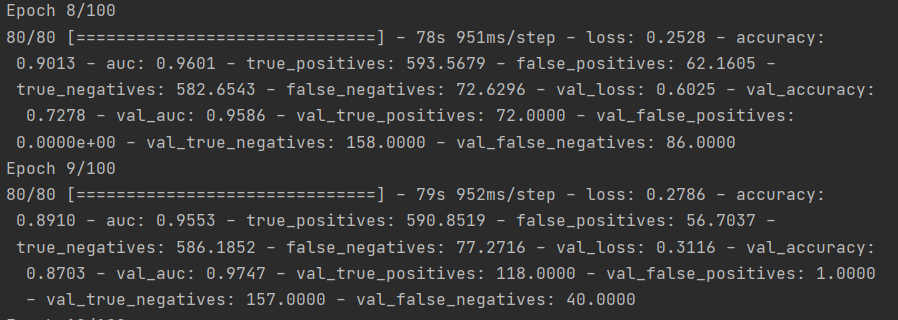 Epoch 8/100
80/80 [==============================] - 78s 951ms/step - loss: 0.2528 - accuracy:
0.9013 - auc: 0.9601 - true_positives: 593.5679 - false_positives: 62.1605 -
true_negatives: 582.6543 - false_negatives: 72.6296 - val_loss: 0.6025 - val_accuracy:
0.7278 - val_auc: 0.9586 - val_true_positives: 72.0000 - val_false_positives:
0.0000e+00 - val_true_negatives: 158.0000 - val_false_negatives: 86.0000
Epoch 9/100
80/80 [==============================] - 79s 952ms/step - loss: 0.2786 - accuracy:
0.8910 - auc: 0.9553 - true_positives: 590.8519 - false_positives: 56.7037 -
true_negatives: 586.1852 - false_negatives: 77.2716 - val_loss: 0.3116 - val_accuracy:
0.8703 - val_auc: 0.9747 - val_true_positives: 118.0000 - val_false_positives: 1.0000
- val_true_negatives: 157.0000 - val_false_negatives: 40.0000